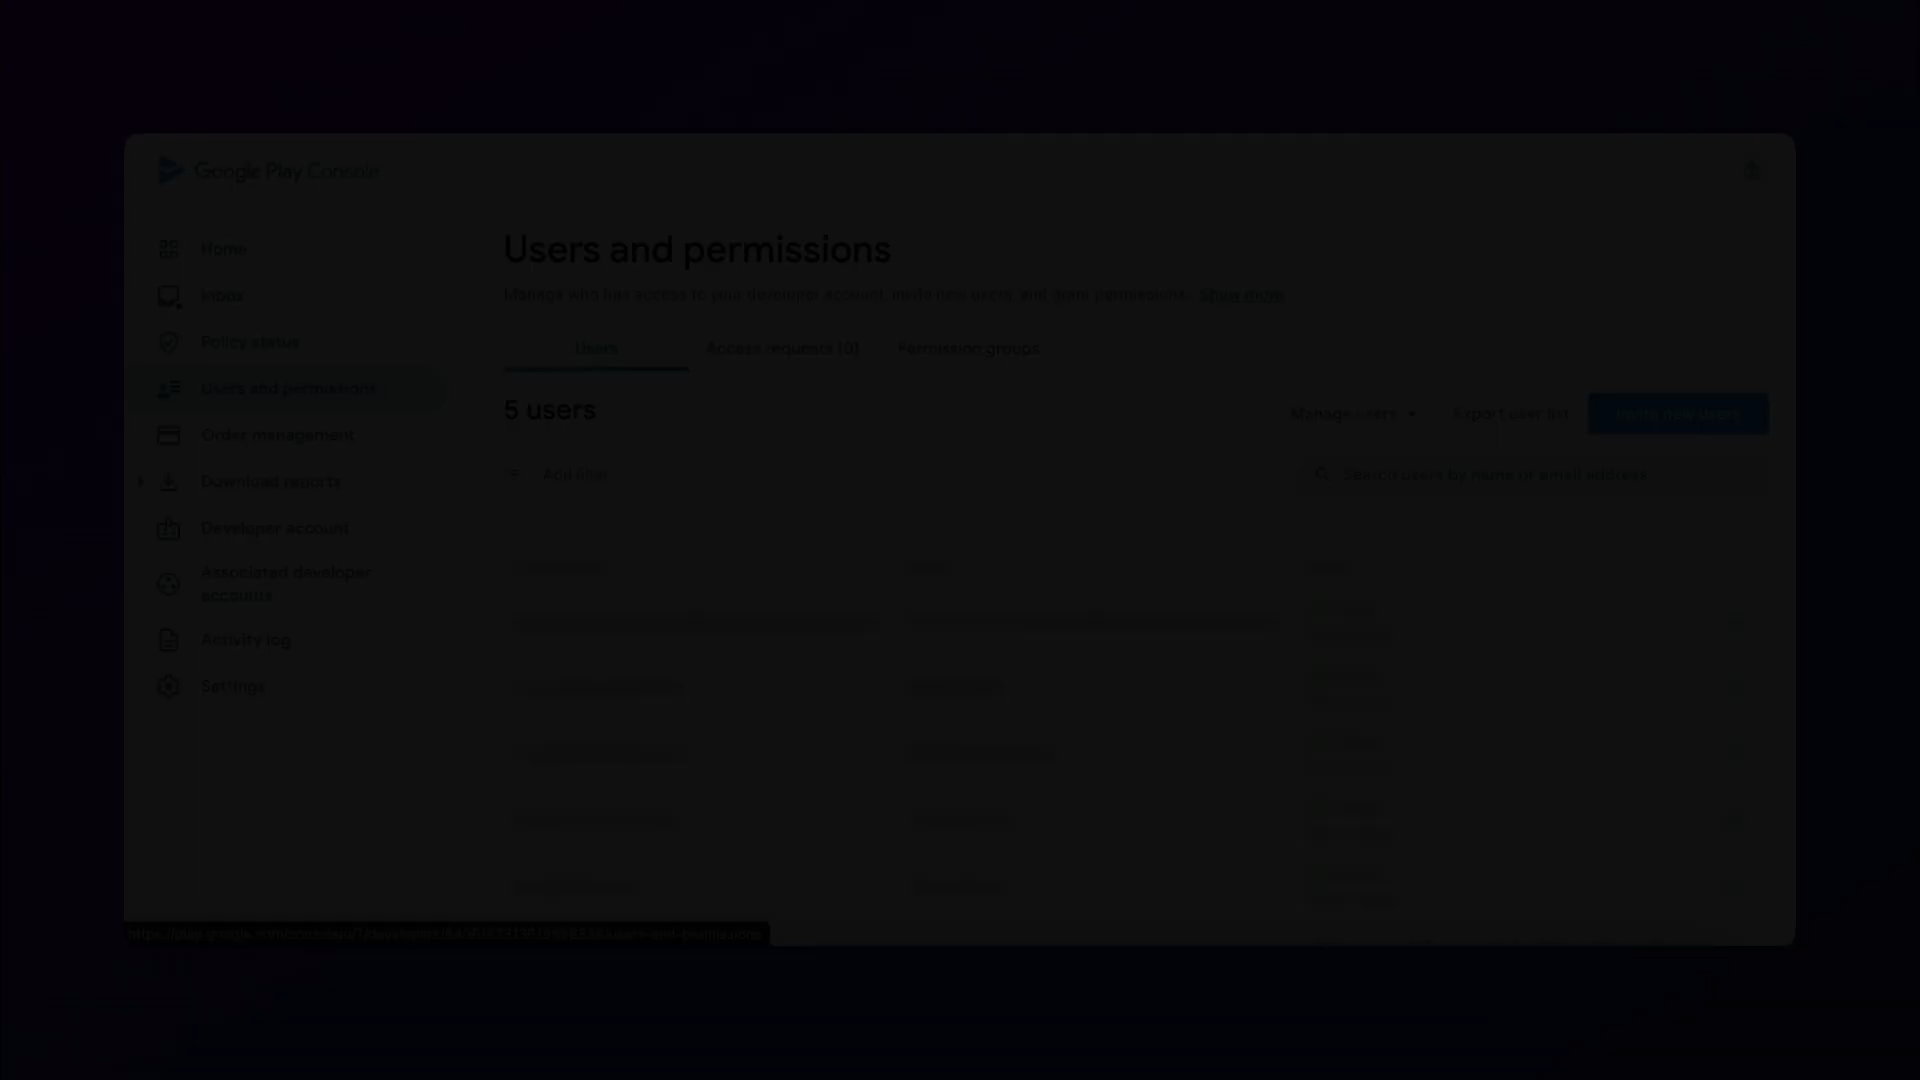 Google Play Console
Home
Inbox
Policy status
Users and permissions
Order management
Download reports
Developer account
Associated developer
accounts
Activity log
Settings
Users and permissions
Manage who has access to your developer account. Invite new users and grant permissions. Show more
Users
Access requests (0)
Permission groups
5 users
Manage users
Export user list
Invite new users
Add filter
Search users by name or email address